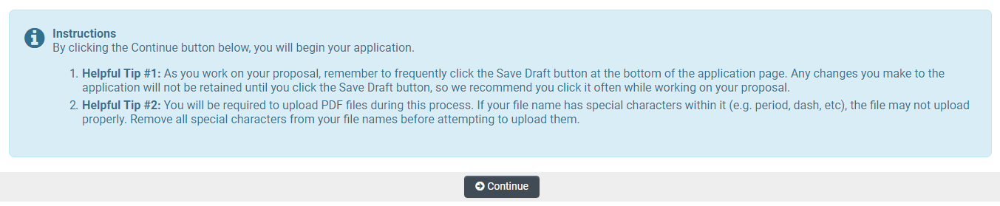 Instructions
By clicking the Continue button below, you will begin your application.
1. Helpful Tip #1: As you work on your proposal, remember to frequently click the Save Draft button at the bottom of the application page. Any changes you make to the
application will not be retained until you click the Save Draft button, so we recommend you click it often while working on your proposal.
2. Helpful Tip #2: You will be required to upload PDF files during this process. If your file name has special characters within it (e.g. period, dash, etc), the file may not upload
properly. Remove all special characters from your file names before attempting to upload them.
Continue